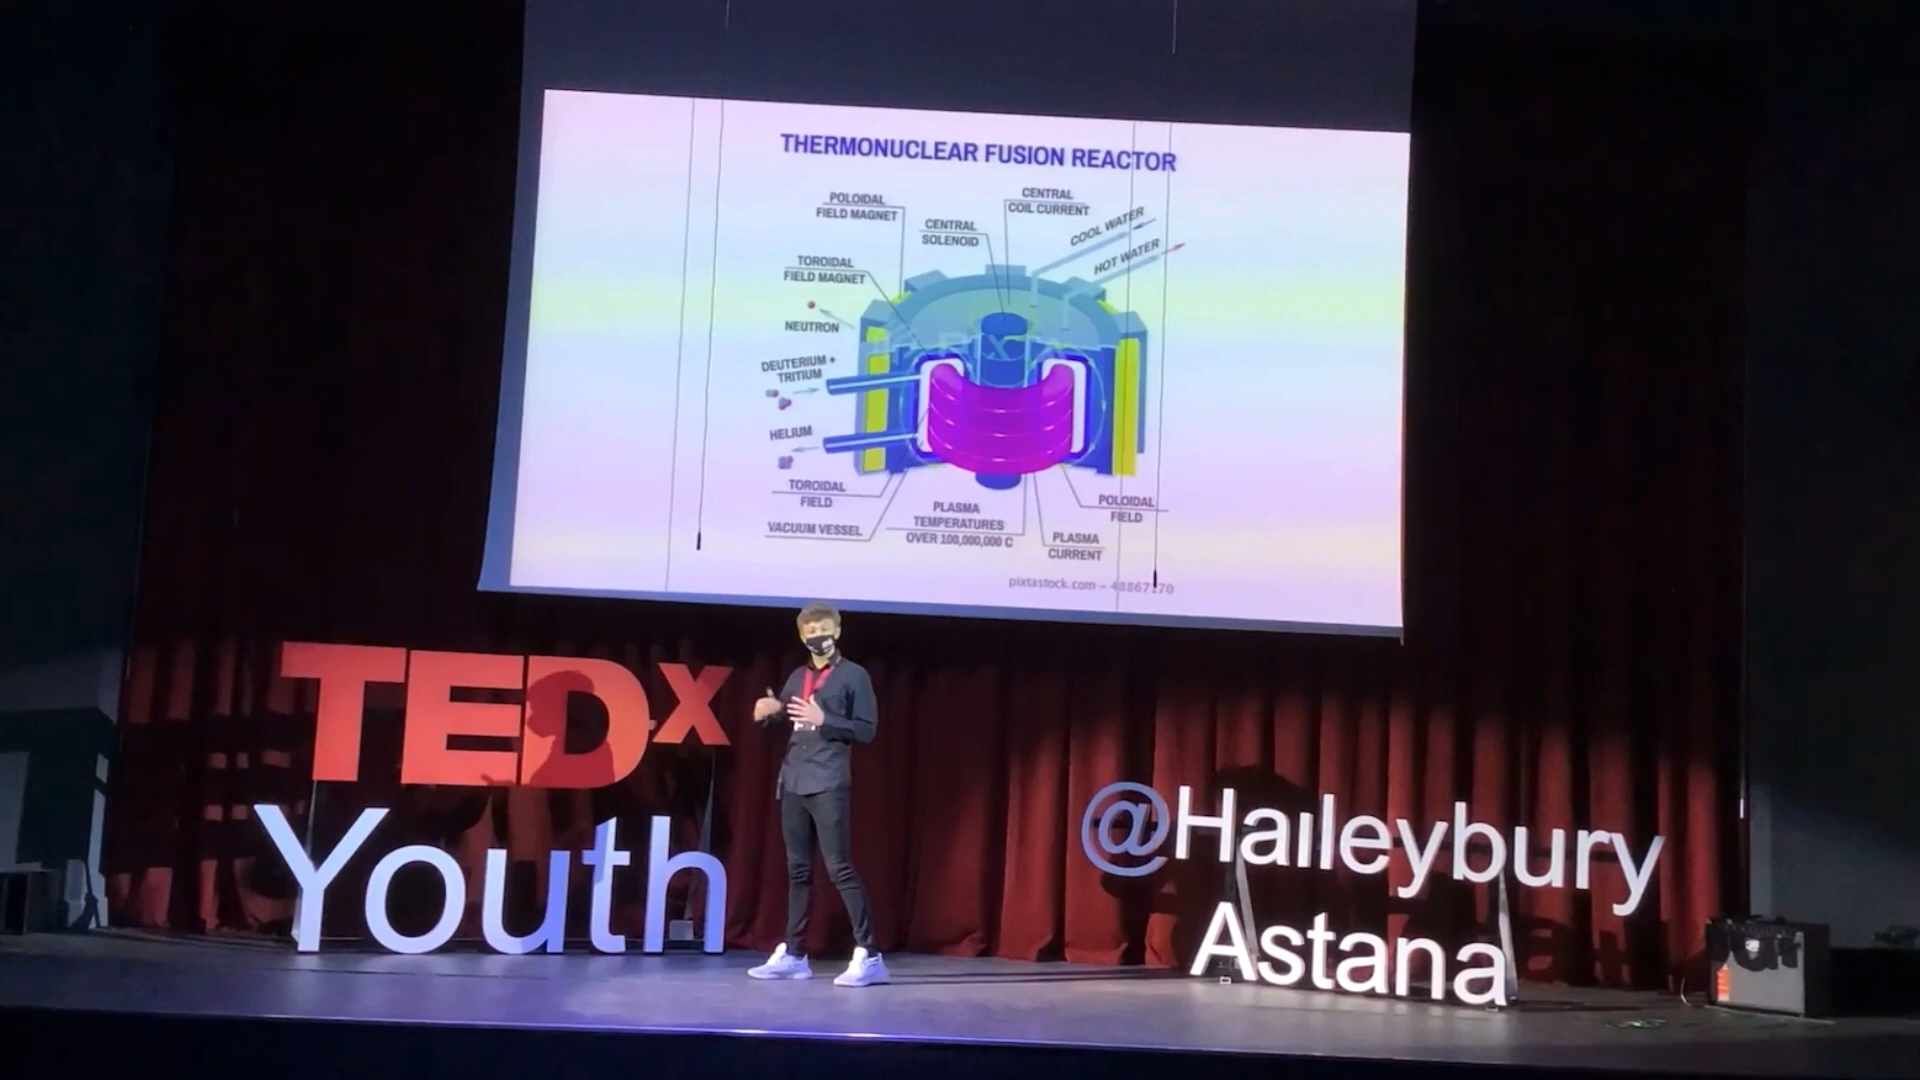 THERMONUCLEAR FUSION REACTOR
POLOIDAL
FIELD MAGNET
CENTRAL
COIL CURRENT
CENTRAL
SOLENOID
COOL WATER
HOT WATER
TOROIDAL
FIELD MAGNET
NEUTRON
DEUTERIUM +
TRITIUM
HELIUM
TOROIDAL
FIELD
VACUUM VESSEL
PLASMA
TEMPERATURES
OVER 100,000,000 C
PLASMA
CURRENT
POLOIDAL
FIELD
pixtastock.com - 48867170
TEDx
Youth
@Haileybury
Astana